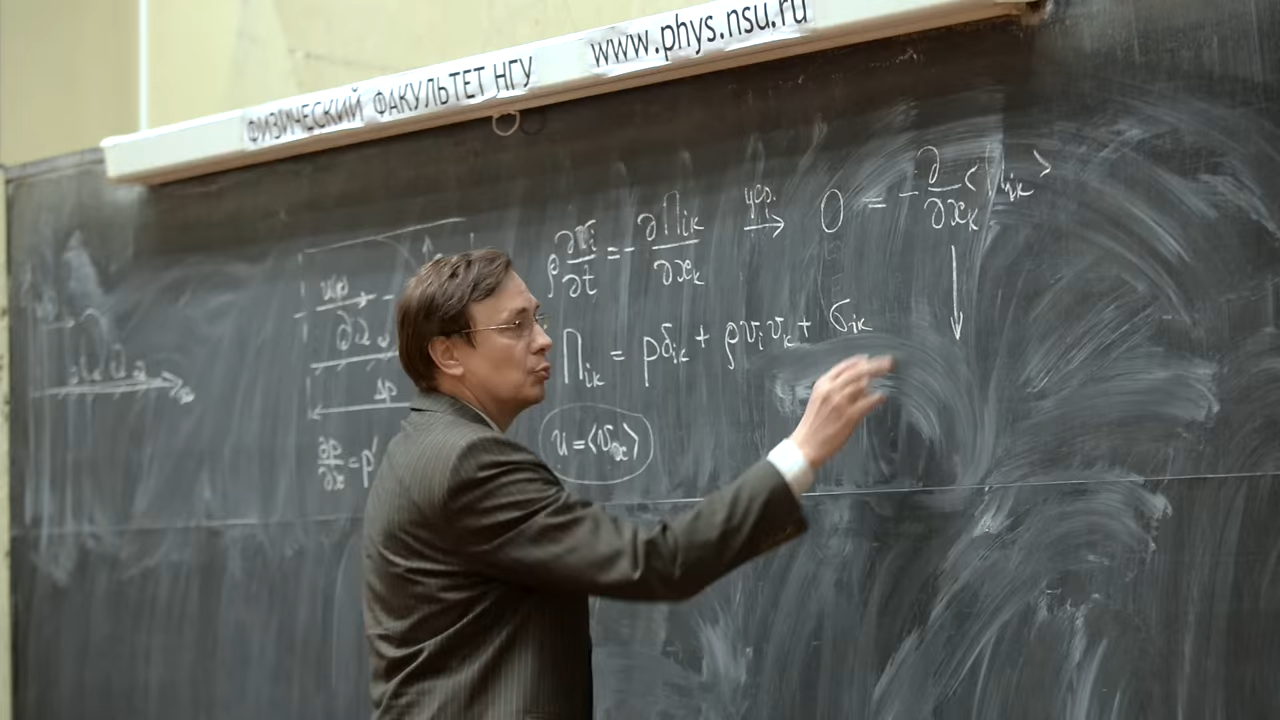 ФИЗИЧЕСКИЙ ФАКУЛЬТЕТ НГУ www.phys.nsu.ru
ρ ∂v_i/∂t = - ∂Π_ik/∂x_k уср. → 0 = - ∂/∂x_k <Π_ik>
Π_ik = pδ_ik + ρv_i v_k + σ_ik
u = <v_x>
Δp
∂p/∂x = p'